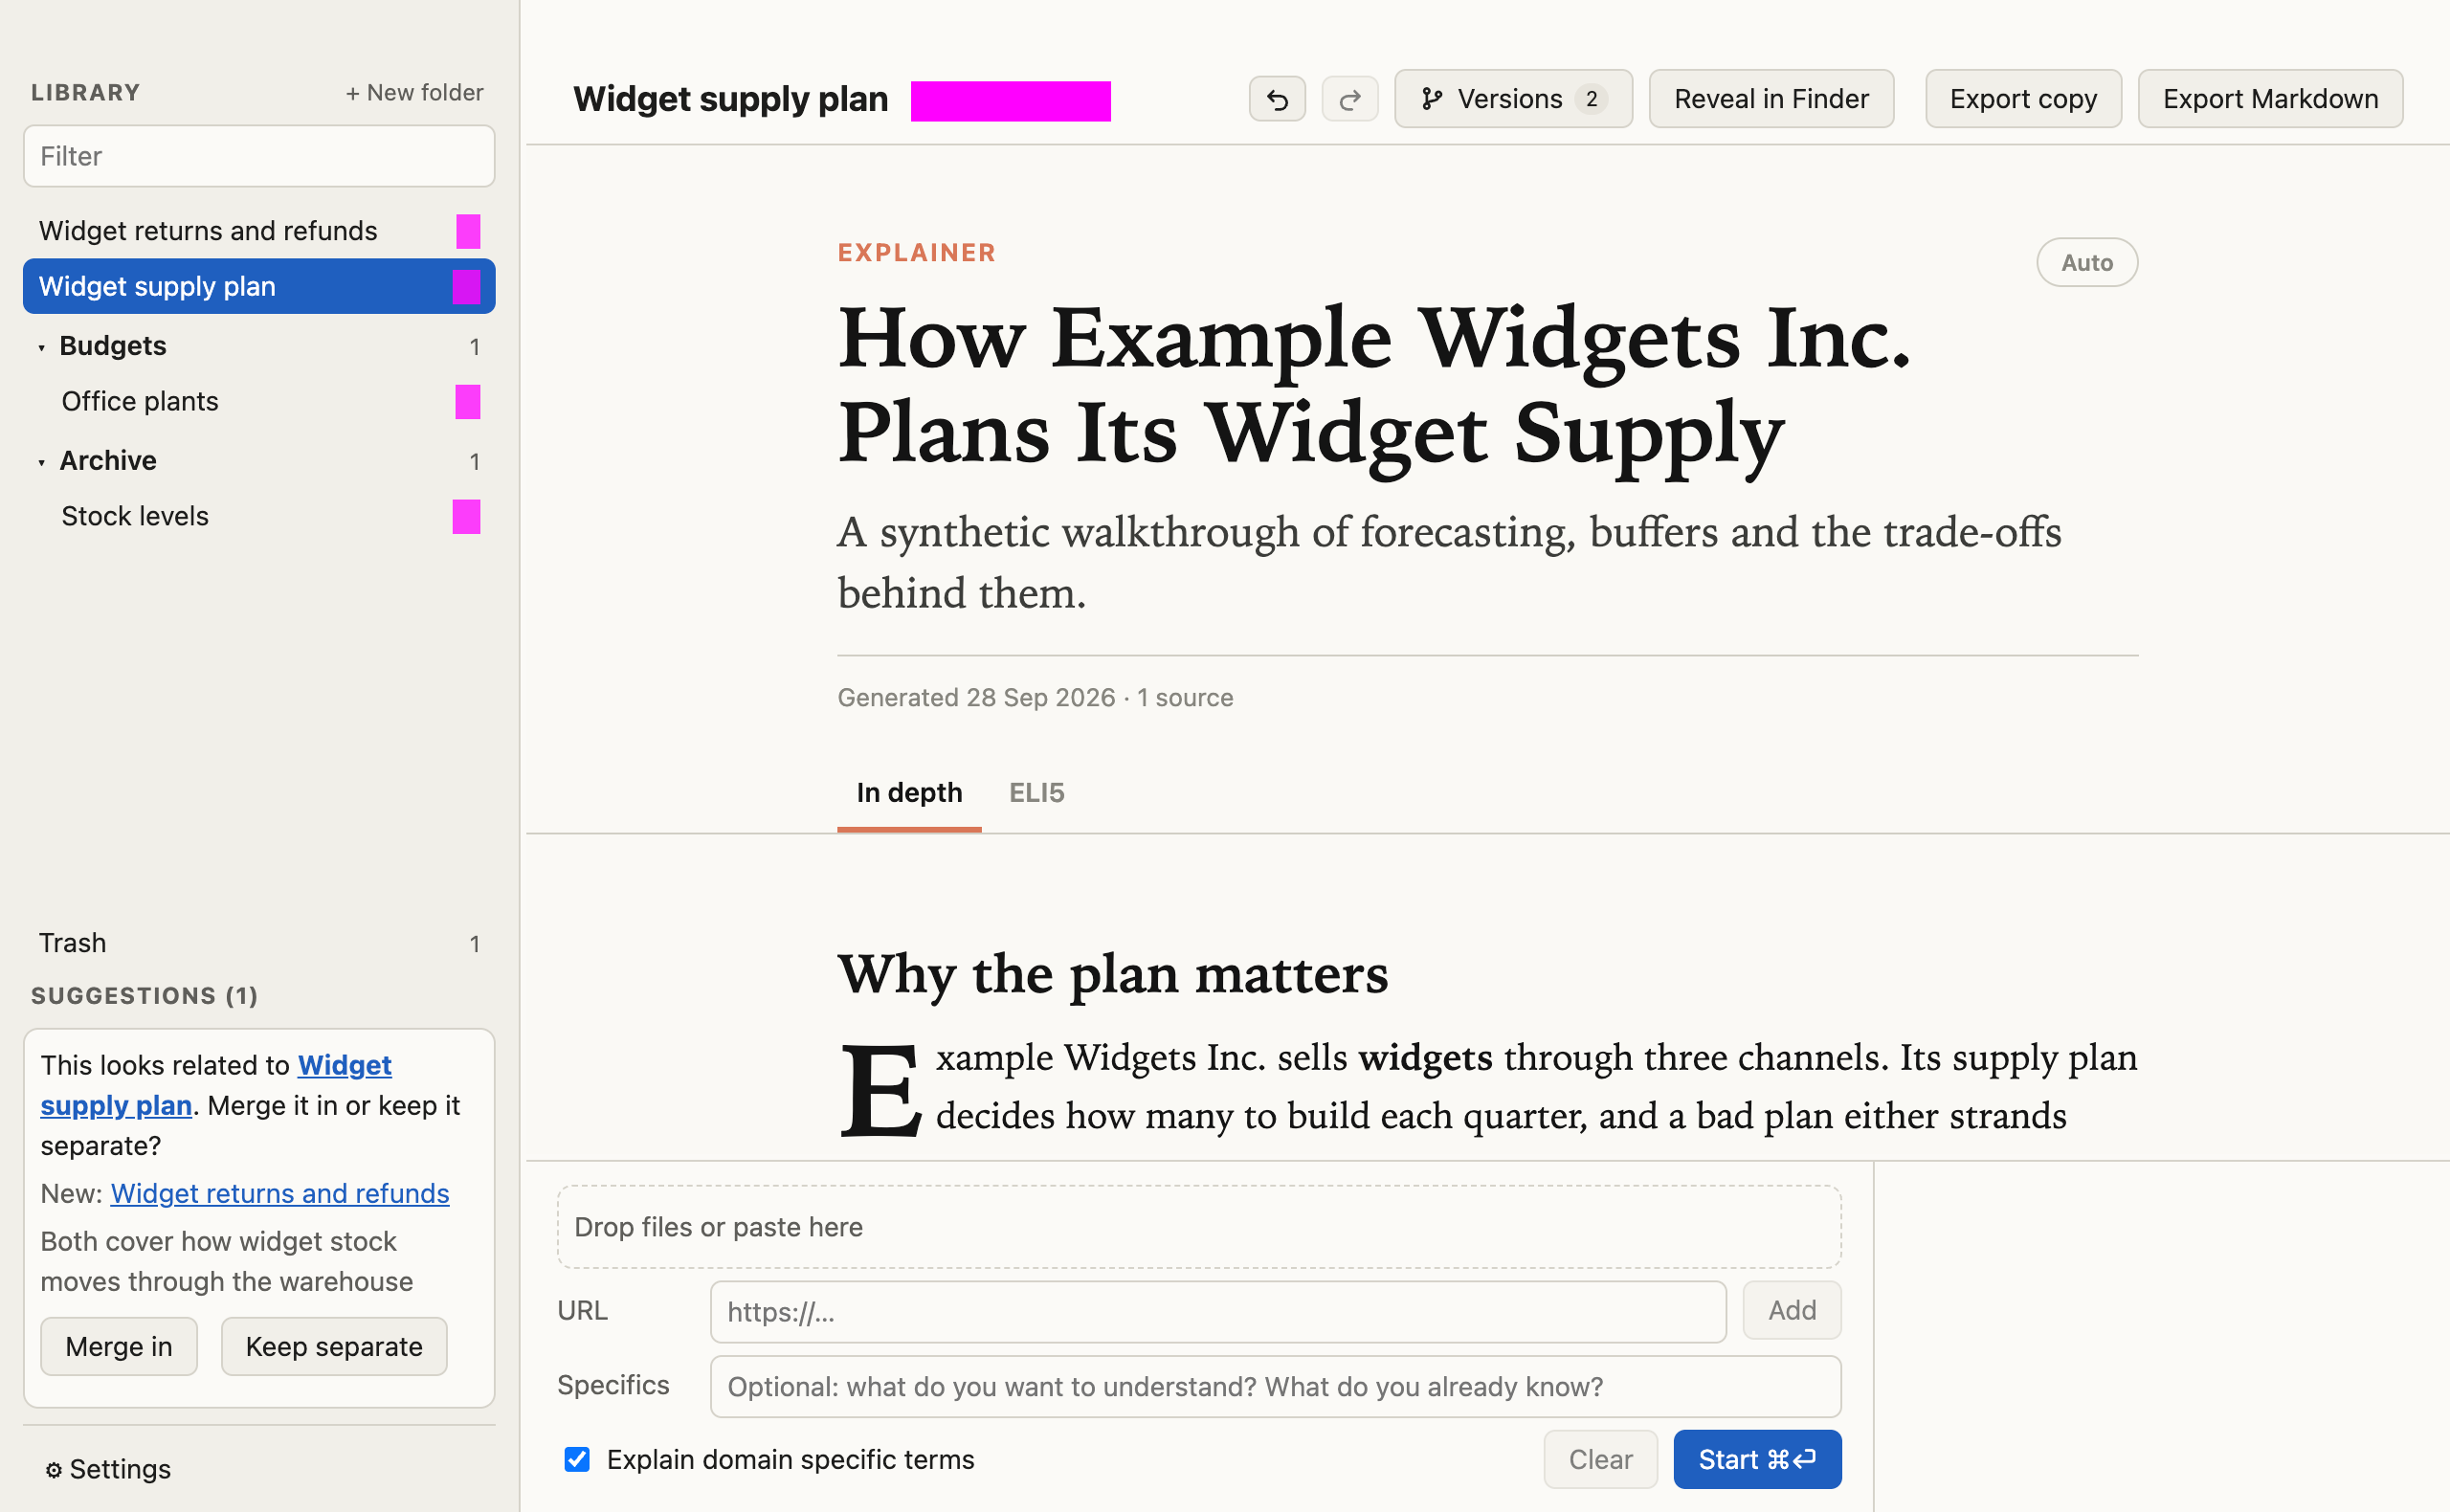 LIBRARY
+ New folder
Filter
Widget returns and refunds
Widget supply plan
Budgets 1
Office plants
Archive 1
Stock levels
Trash 1
SUGGESTIONS (1)
This looks related to Widget
supply plan. Merge it in or keep it
separate?
New: Widget returns and refunds
Both cover how widget stock
moves through the warehouse
Merge in
Keep separate
⚙ Settings
Widget supply plan
Versions 2
Reveal in Finder
Export copy
Export Markdown
EXPLAINER
Auto
How Example Widgets Inc.
Plans Its Widget Supply
A synthetic walkthrough of forecasting, buffers and the trade-offs
behind them.
Generated 28 Sep 2026 · 1 source
In depth
ELI5
Why the plan matters
Example Widgets Inc. sells widgets through three channels. Its supply plan
decides how many to build each quarter, and a bad plan either strands
Drop files or paste here
URL
https://...
Add
Specifics
Optional: what do you want to understand? What do you already know?
Explain domain specific terms
Clear
Start ⌘↩